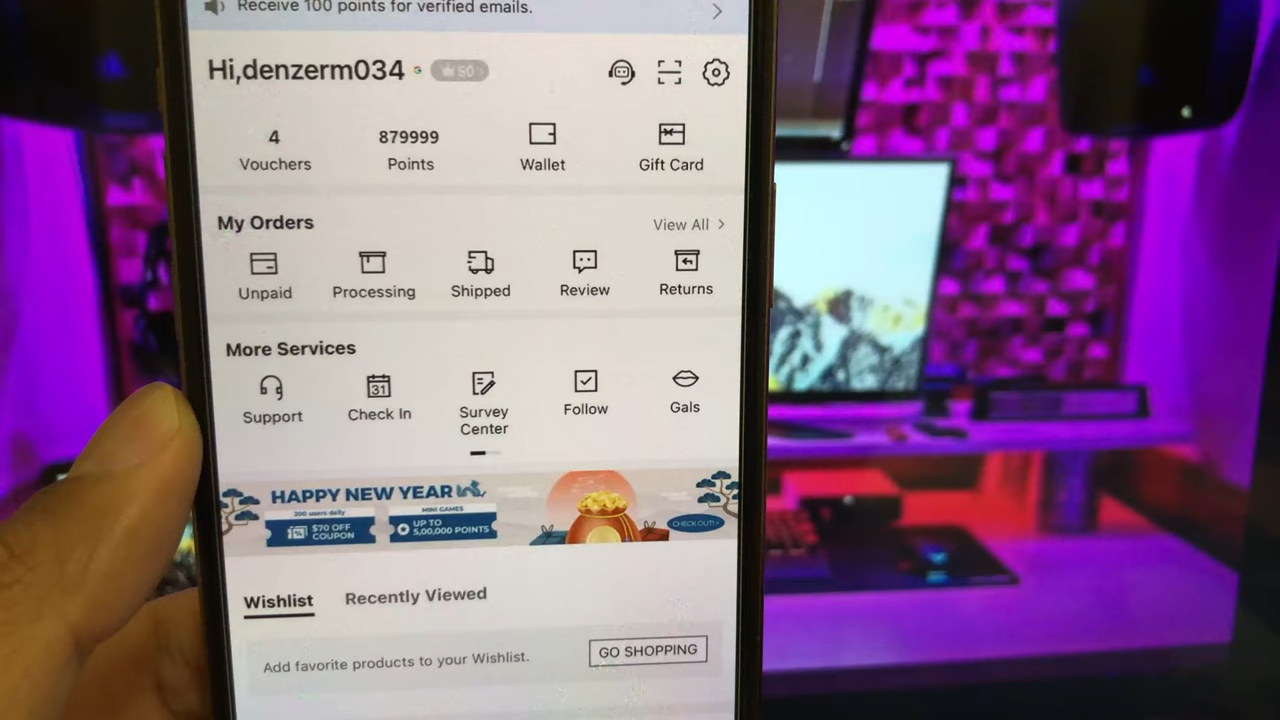 Receive 100 points for verified emails.
Hi,denzerm034 G S0
4 879999
Vouchers Points Wallet Gift Card
My Orders View All
Unpaid Processing Shipped Review Returns
More Services
31
Support Check In Survey Center Follow Gals
HAPPY NEW YEAR
200 users daily MINI GAMES
$70 OFF COUPON UP TO 5,00,000 POINTS CHECK OUT!
Wishlist Recently Viewed
Add favorite products to your Wishlist. GO SHOPPING